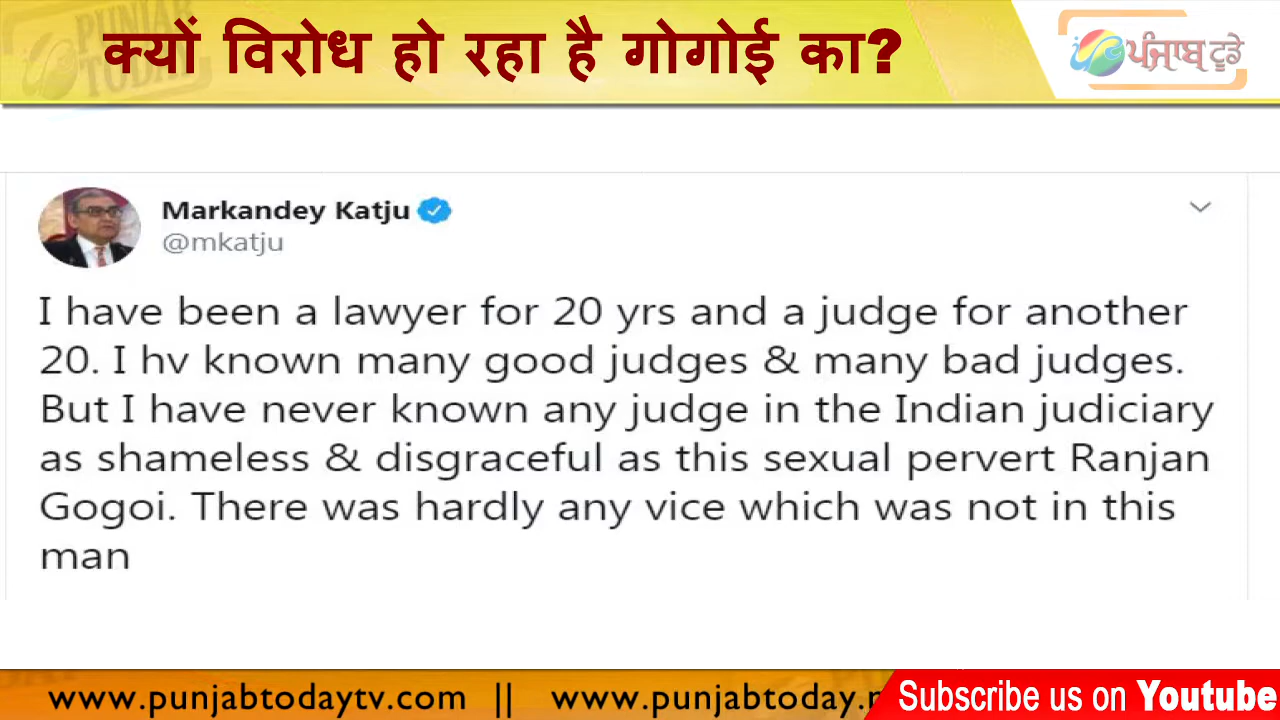 PUNJAB
TODAY
क्यों विरोध हो रहा है गोगोई का?
ਪੰਜਾਬ ਟੂਡੇ
Markandey Katju
@mkatju
I have been a lawyer for 20 yrs and a judge for another
20. I hv known many good judges & many bad judges.
But I have never known any judge in the Indian judiciary
as shameless & disgraceful as this sexual pervert Ranjan
Gogoi. There was hardly any vice which was not in this
man
www.punjabtodaytv.com || www.punjabtoday.
Subscribe us on Youtube